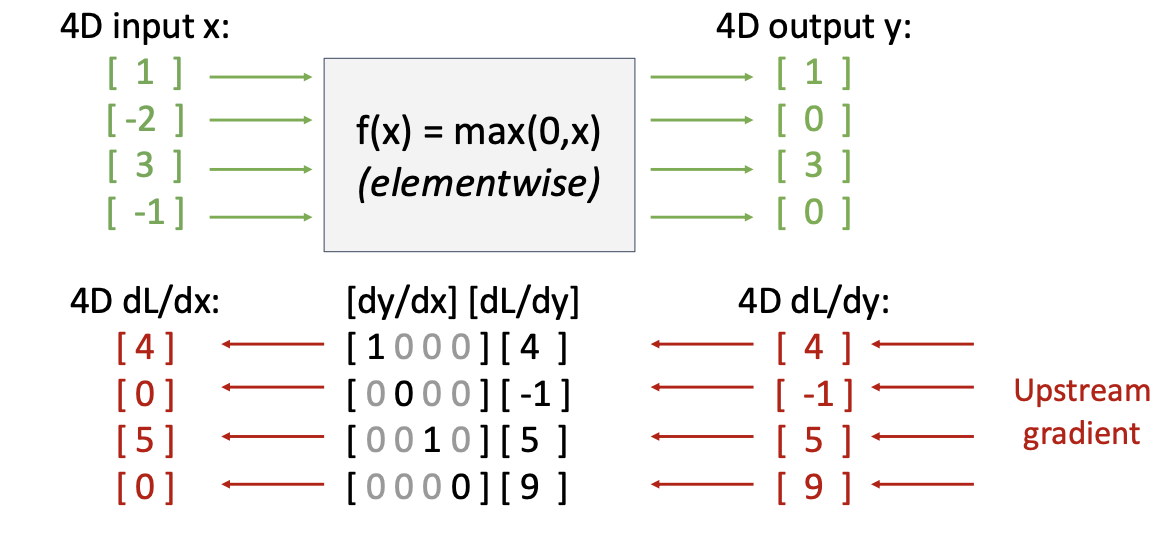 4D input x: 4D output y:
[ 1 ] [ 1 ]
[ -2 ] f(x) = max(0,x) [ 0 ]
[ 3 ] (elementwise) [ 3 ]
[ -1 ] [ 0 ]
4D dL/dx: [dy/dx] [dL/dy] 4D dL/dy:
[ 4 ] [ 1 0 0 0 ] [ 4 ] [ 4 ]
[ 0 ] [ 0 0 0 0 ] [ -1 ] [ -1 ] Upstream
[ 5 ] [ 0 0 1 0 ] [ 5 ] [ 5 ] gradient
[ 0 ] [ 0 0 0 0 ] [ 9 ] [ 9 ]